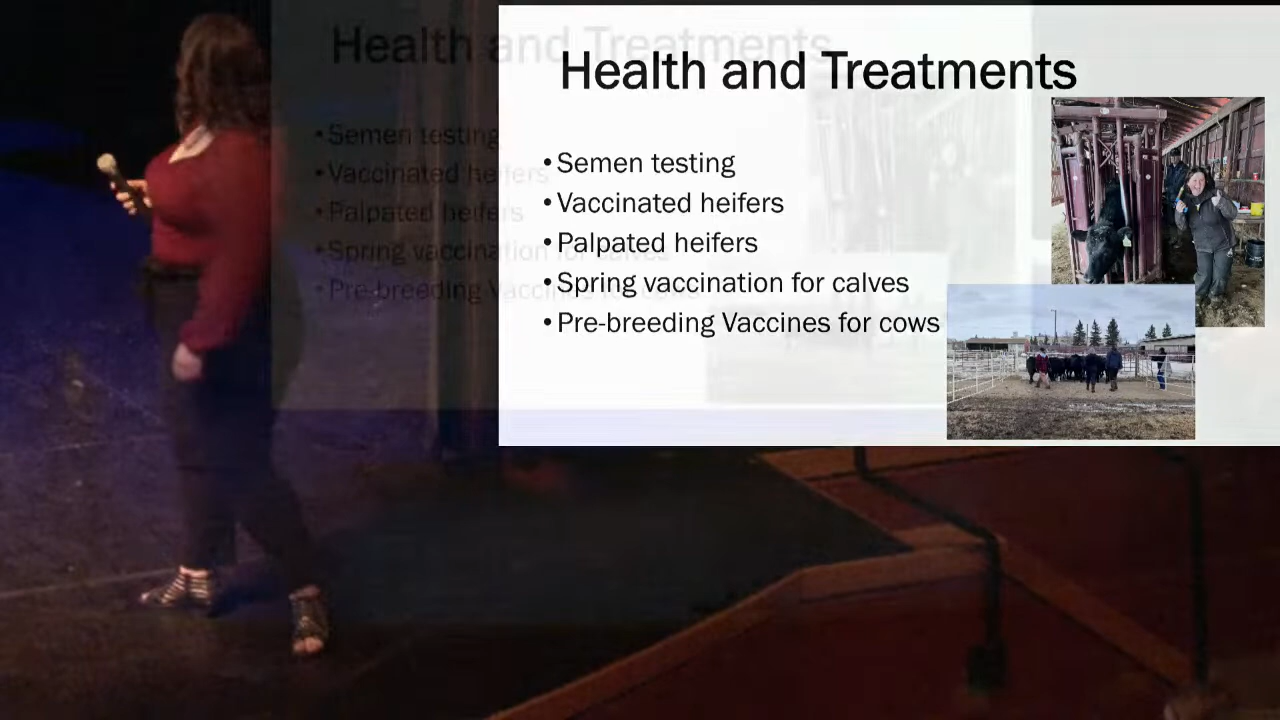 Health and Treatments
• Semen testing
• Vaccinated heifers
• Palpated heifers
• Spring vaccination for calves
• Pre-breeding Vaccines for cows